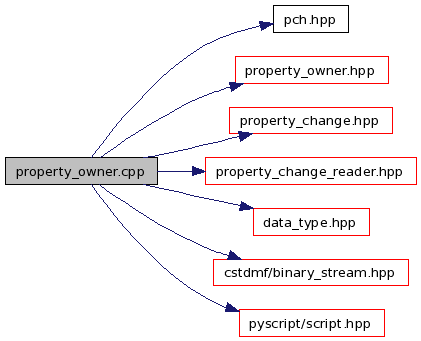 pch.hpp
property_owner.hpp
property_change.hpp
property_owner.cpp
property_change_reader.hpp
data_type.hpp
cstdmf/binary_stream.hpp
pyscript/script.hpp